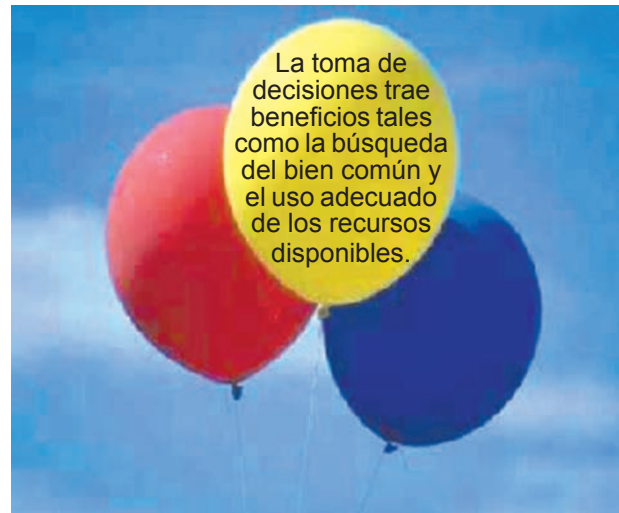 La toma de
decisiones trae
beneficios tales
como la búsqueda
del bien común y
el uso adecuado
de los recursos
disponibles.